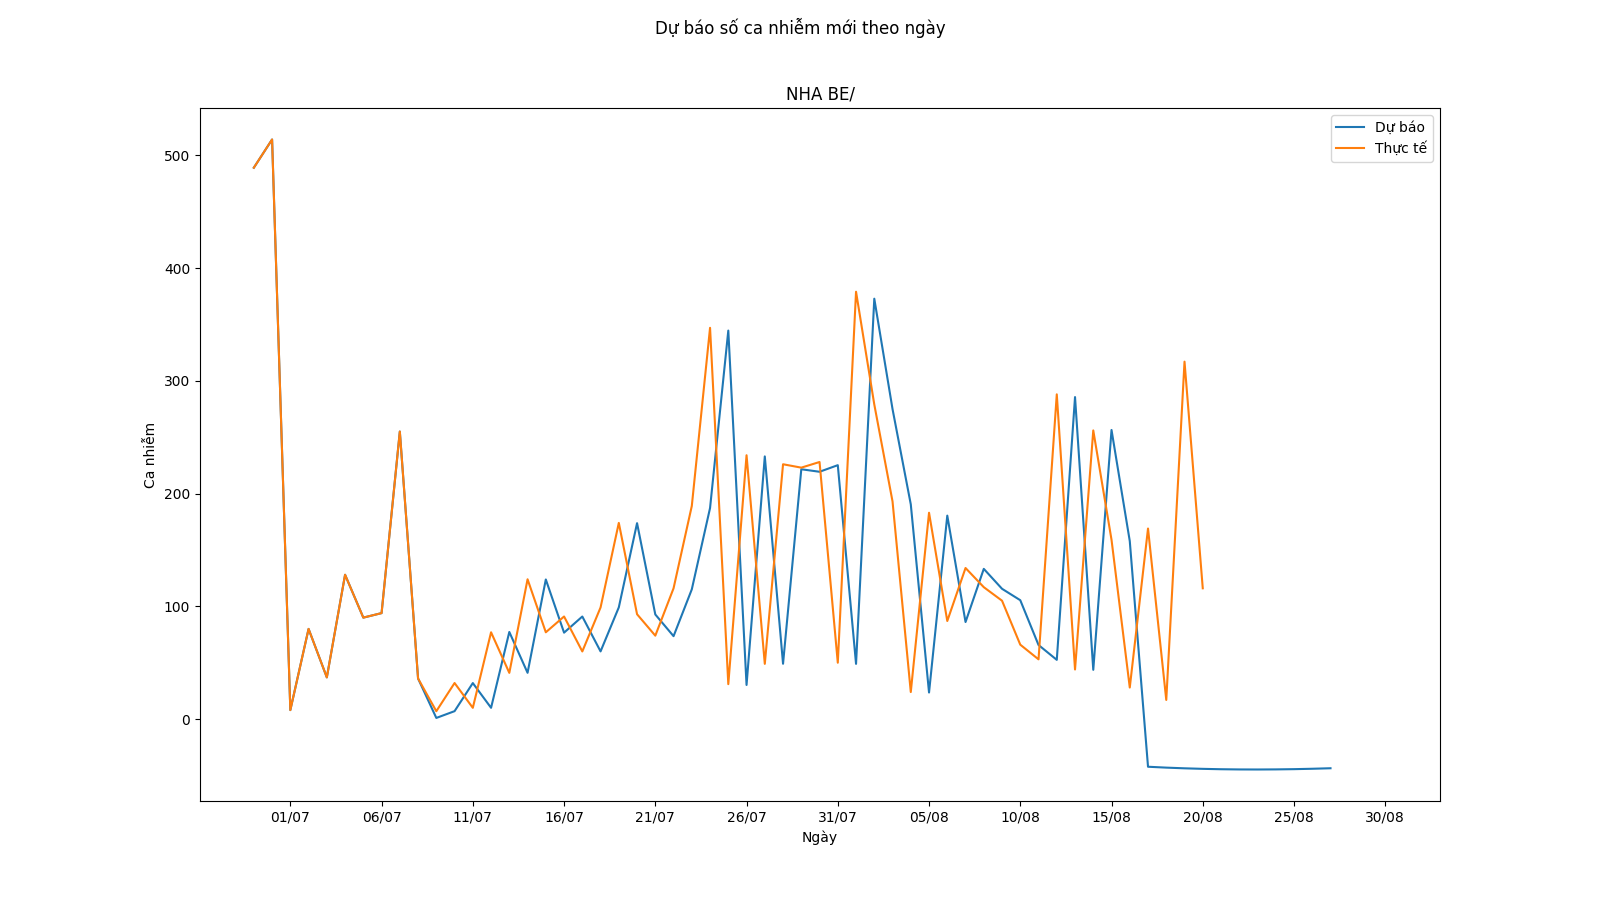 Dự báo số ca nhiễm mới theo ngày
NHA BE/
Dự báo
Thực tế
500
400
300
200
100
0
Ca nhiễm
01/07 06/07 11/07 16/07 21/07 26/07 31/07 05/08 10/08 15/08 20/08 25/08 30/08
Ngày